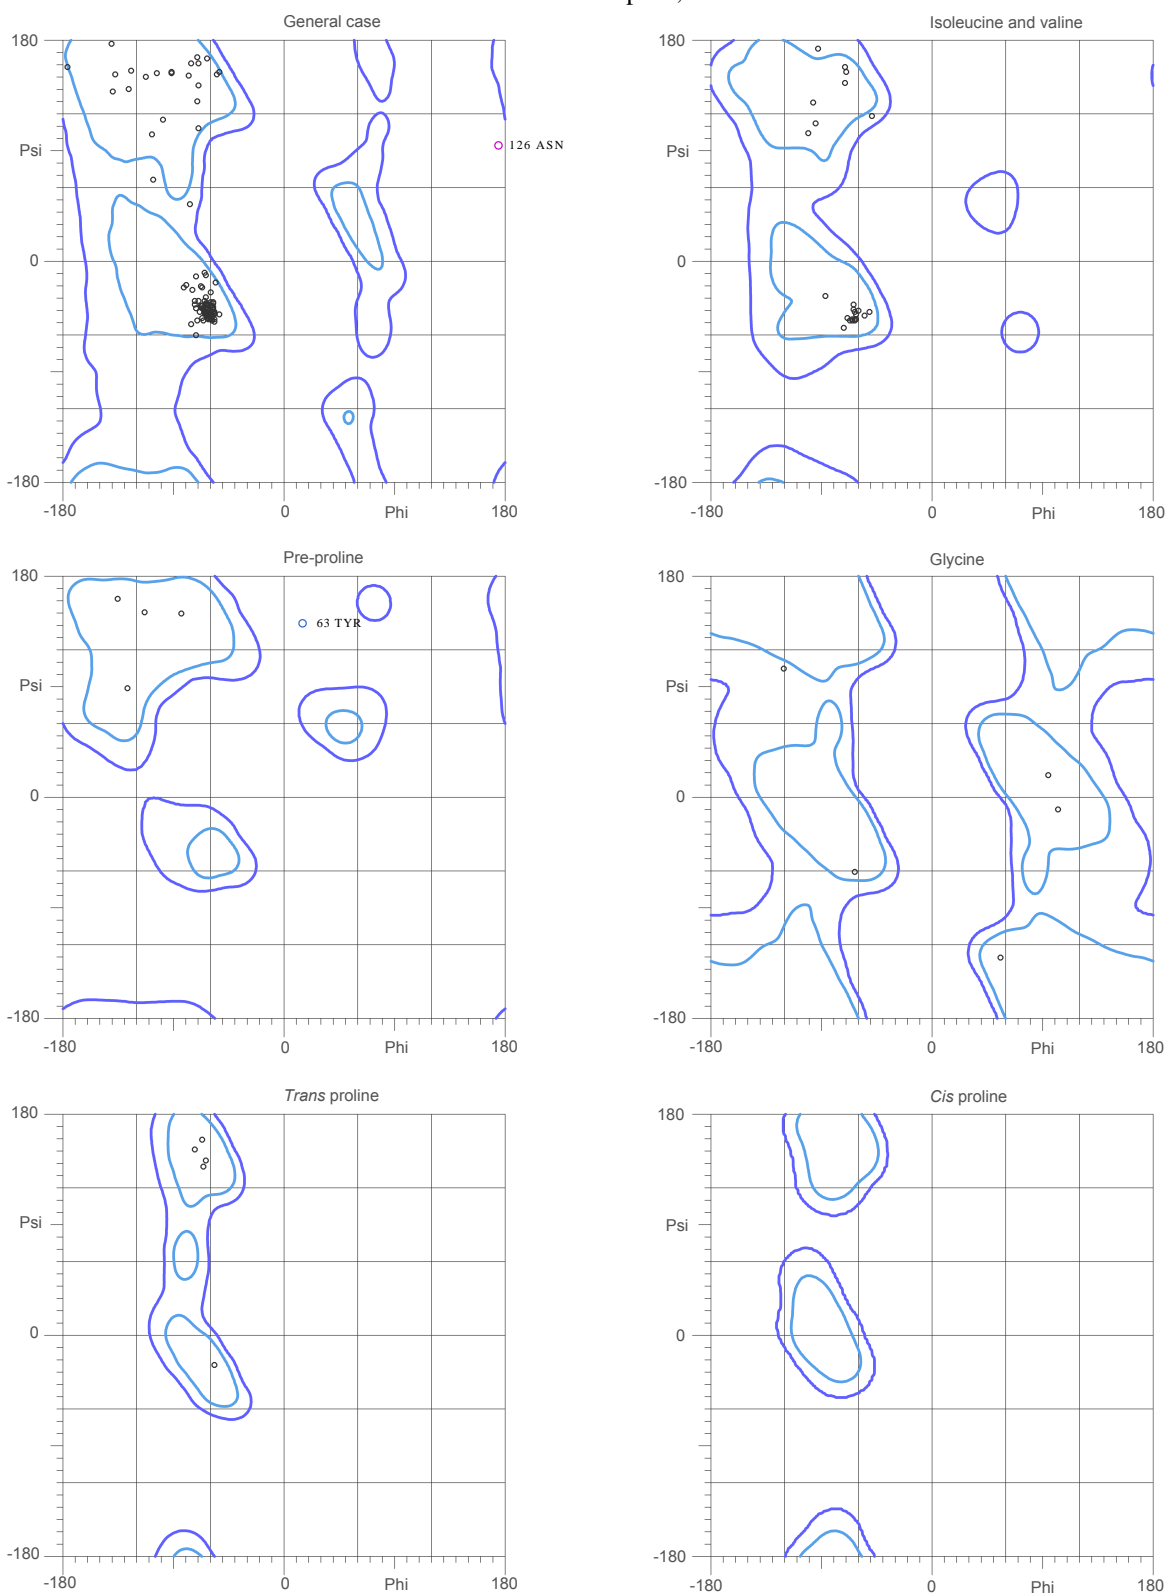 General case
180
Psi
0
-180
-180
0
Phi
180
126 ASN
Isoleucine and valine
180
Psi
0
-180
-180
0
Phi
180
Pre-proline
180
Psi
0
-180
-180
0
Phi
180
63 TYR
Glycine
180
Psi
0
-180
-180
0
Phi
180
Trans proline
180
Psi
0
-180
-180
0
Phi
180
Cis proline
180
Psi
0
-180
-180
0
Phi
180